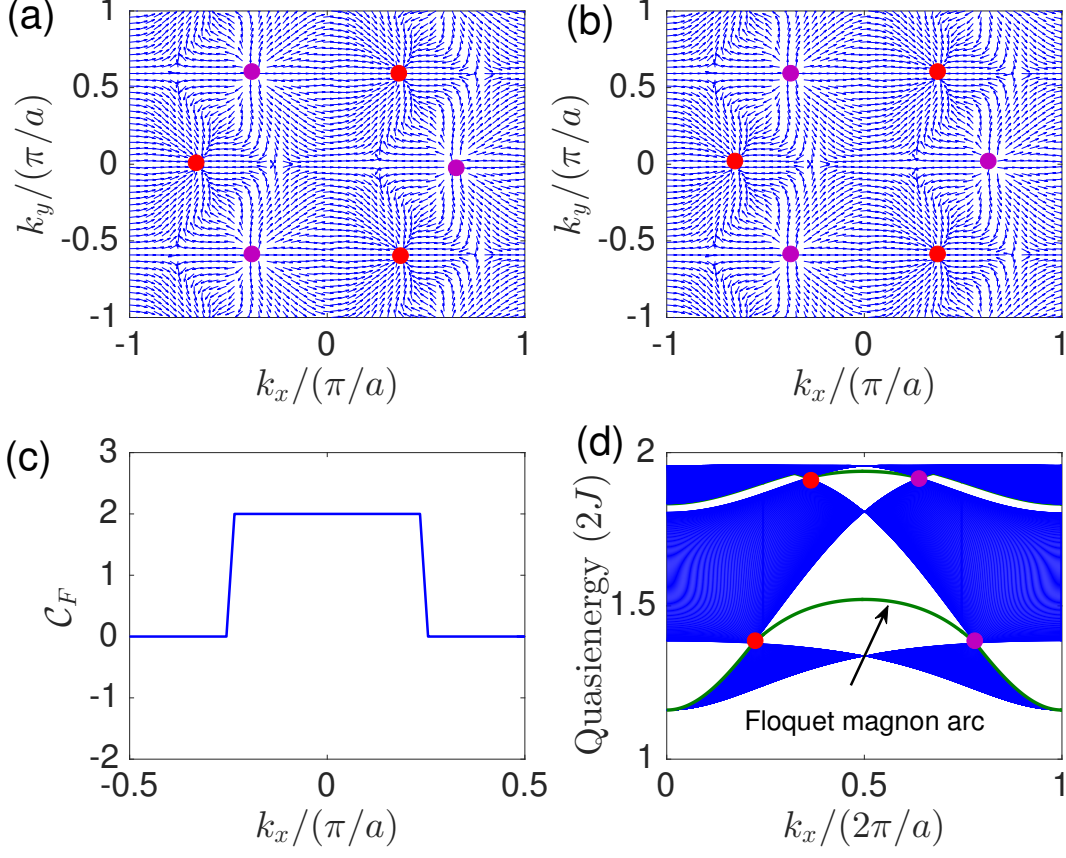 (a)
1
0.5
0
-0.5
-1
k_y/(π/a)
-1
0
1
k_x/(π/a)
(b)
1
0.5
0
-0.5
-1
k_y/(π/a)
-1
0
1
k_x/(π/a)
(c)
3
2
1
0
-1
-2
C_F
-0.5
0
0.5
k_x/(π/a)
(d)
2
1.5
1
Quasienergy (2J)
Floquet magnon arc
0
0.5
1
k_x/(2π/a)